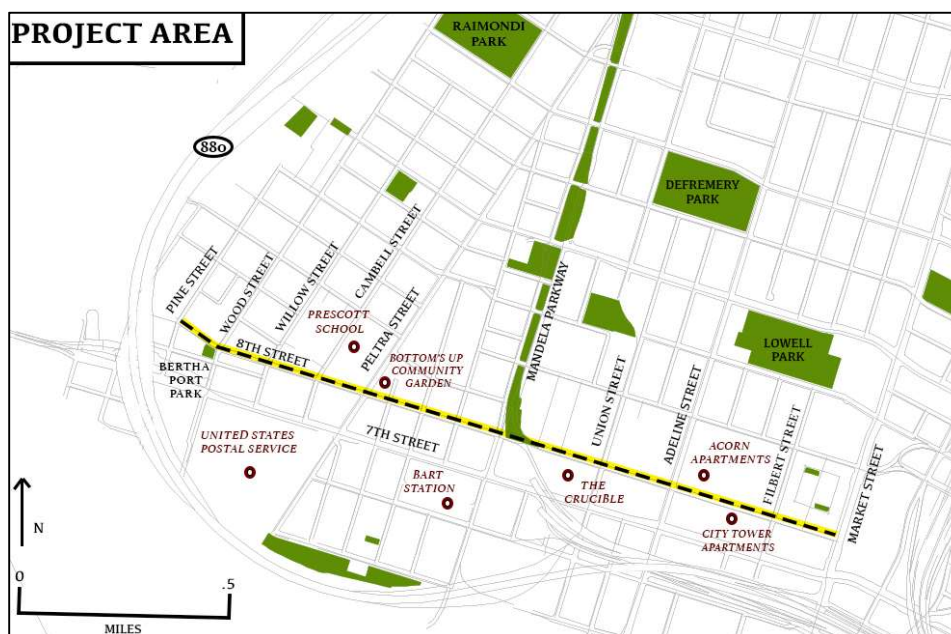 PROJECT AREA
RAIMONDI
PARK
880
DEFREMERY
PARK
PINE STREET
WOOD STREET
WILLOW STREET
CAMBELL STREET
PRESCOTT
SCHOOL
PELTRA STREET
8TH STREET
BERTHA
PORT
PARK
BOTTOM'S UP
COMMUNITY
GARDEN
MANDELA PARKWAY
LOWELL
PARK
UNION STREET
ADELINE STREET
FILBERT STREET
MARKET STREET
UNITED STATES
POSTAL SERVICE
7TH STREET
BART
STATION
THE
CRUCIBLE
ACORN
APARTMENTS
CITY TOWER
APARTMENTS
N
0
.5
MILES